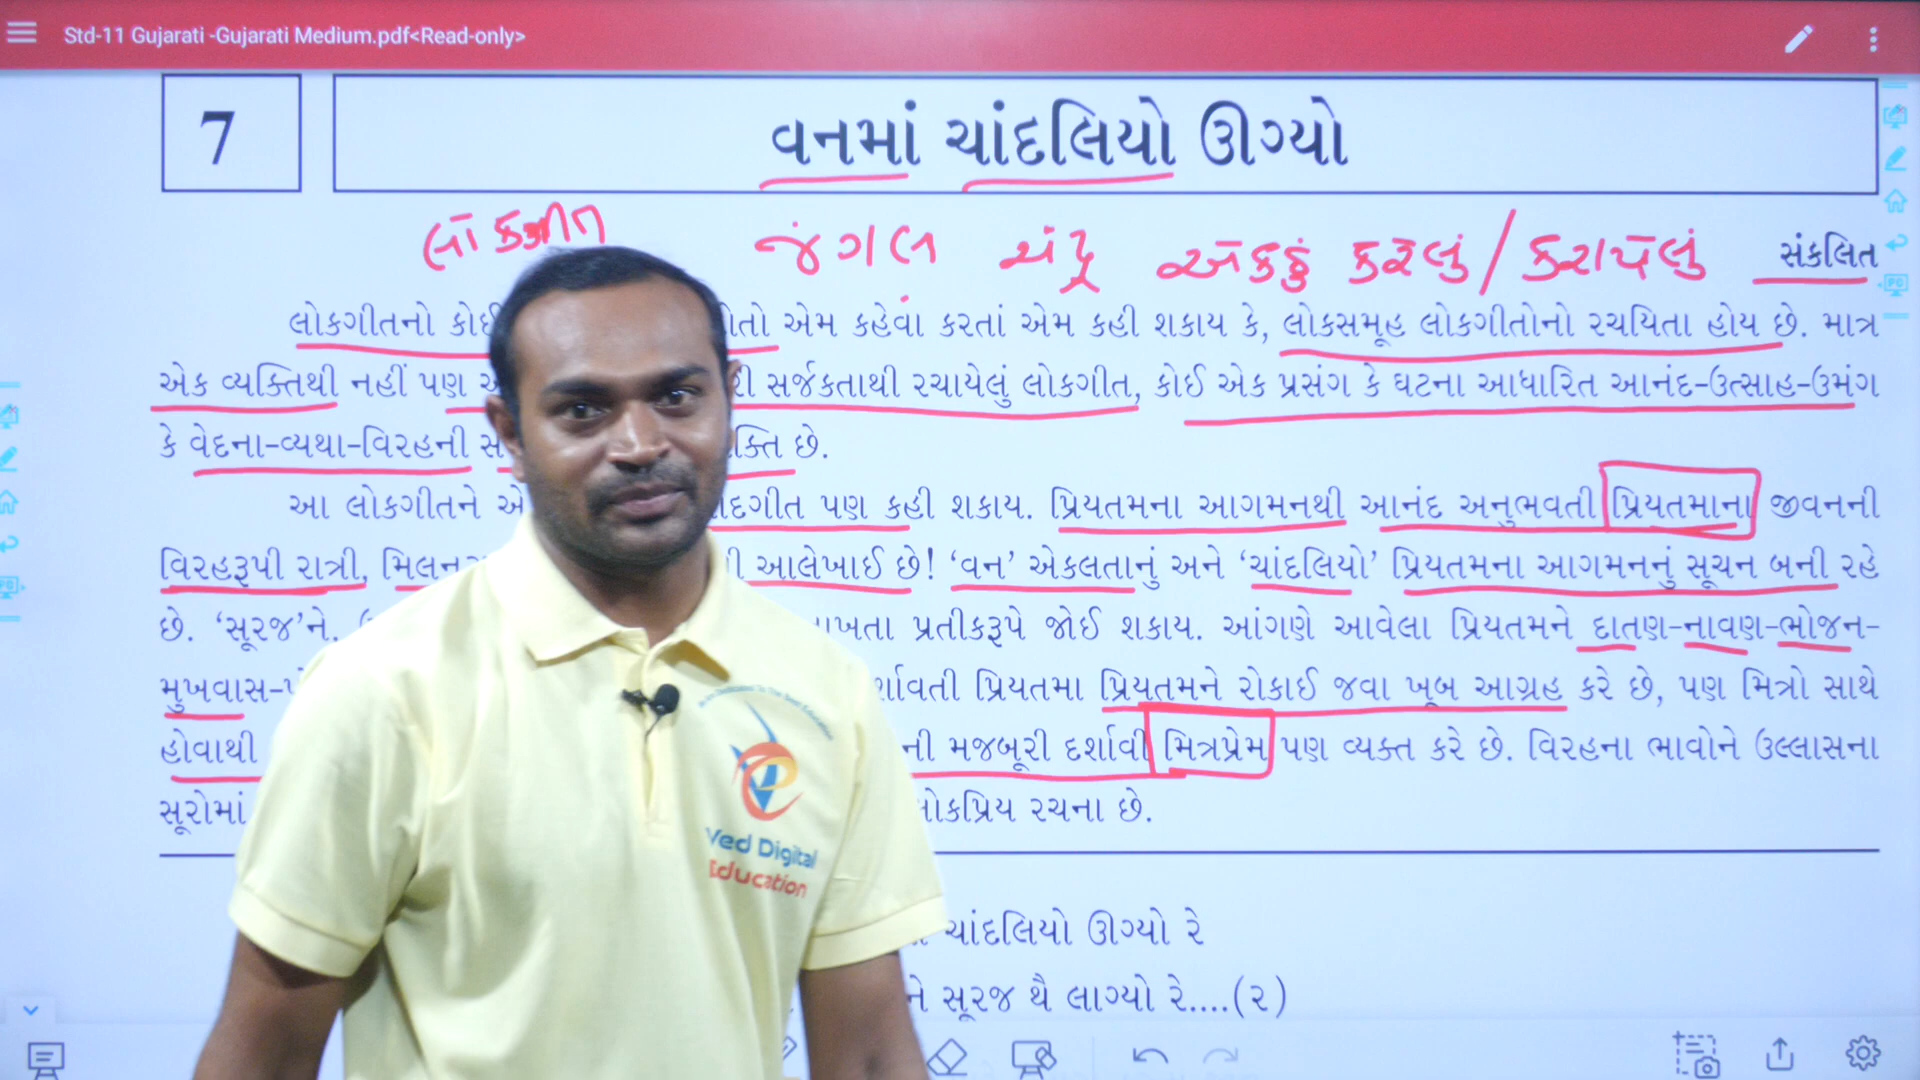 Std-11 Gujarati -Gujarati Medium.pdf<Read-only>
7
વનમાં ચાંદલિયો ઊગ્યો
લોકગીત જંગલ ચંદ્ર એકઠું કરેલું / કરાયેલું સંકલિત
લોકગીતનો કોઈ એમ કહેવાં કરતાં એમ કહી શકાય કે, લોકસમૂહ લોકગીતોનો રચયિતા હોય છે. માત્ર
એક વ્યક્તિથી નહીં પણ સર્જકતાથી રચાયેલું લોકગીત, કોઈ એક પ્રસંગ કે ઘટના આધારિત આનંદ-ઉત્સાહ-ઉમંગ
કે વેદના-વ્યથા-વિરહની છે.
આ લોકગીતને પણ કહી શકાય. પ્રિયતમના આગમનથી આનંદ અનુભવતી પ્રિયતમાના જીવનની
વિરહરૂપી રાત્રી, આલેખાઈ છે! ‘વન’ એકલતાનું અને ‘ચાંદલિયો’ પ્રિયતમના આગમનનું સૂચન બની રહે
છે. ‘સૂરજ’ને. પ્રતીકરૂપે જોઈ શકાય. આંગણે આવેલા પ્રિયતમને દાતણ-નાવણ-ભોજન-
મુખવાસ- પ્રિયતમા પ્રિયતમને રોકાઈ જવા ખૂબ આગ્રહ કરે છે, પણ મિત્રો સાથે
હોવાથી મજબૂરી દર્શાવી મિત્રપ્રેમ પણ વ્યક્ત કરે છે. વિરહના ભાવોને ઉલ્લાસના
સૂરોમાં રચના છે.
ચાંદલિયો ઊગ્યો રે
સૂરજ થૈ લાગ્યો રે....(૨)
Ved Digital
Education